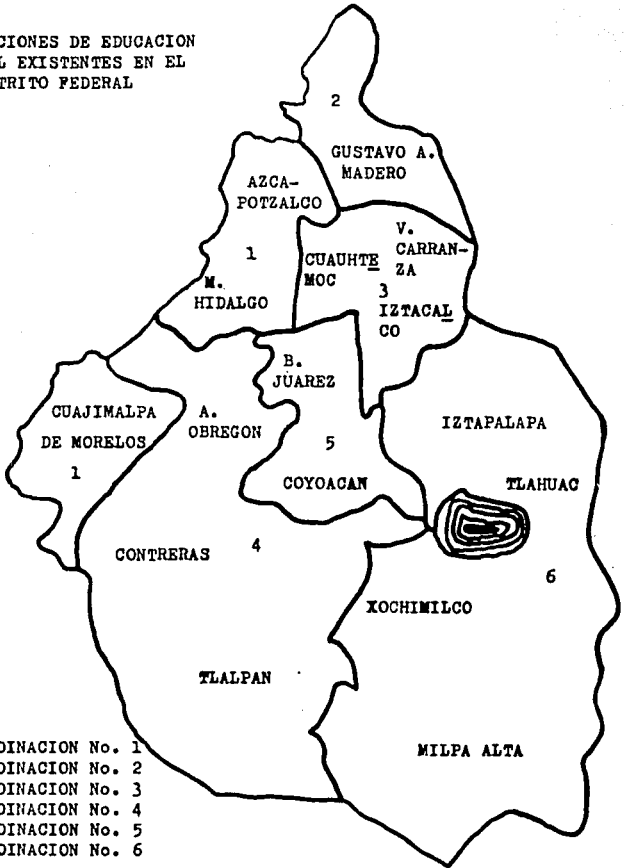 CIONES DE EDUCACION
L EXISTENTES EN EL
TRITO FEDERAL
2
GUSTAVO A.
MADERO
AZCA-
POTZALCO
1
M.
HIDALGO
V.
CARRAN-
ZA
CUAUHTE
MOC
3
IZTACAL
CO
B.
JUAREZ
5
COYOACAN
CUAJIMALPA
DE MORELOS
1
A.
OBREGON
IZTAPALAPA
TLAHUAC
CONTRERAS
4
6
XOCHIMILCO
TLALPAN
MILPA ALTA
DINACION No. 1
DINACION No. 2
DINACION No. 3
DINACION No. 4
DINACION No. 5
DINACION No. 6